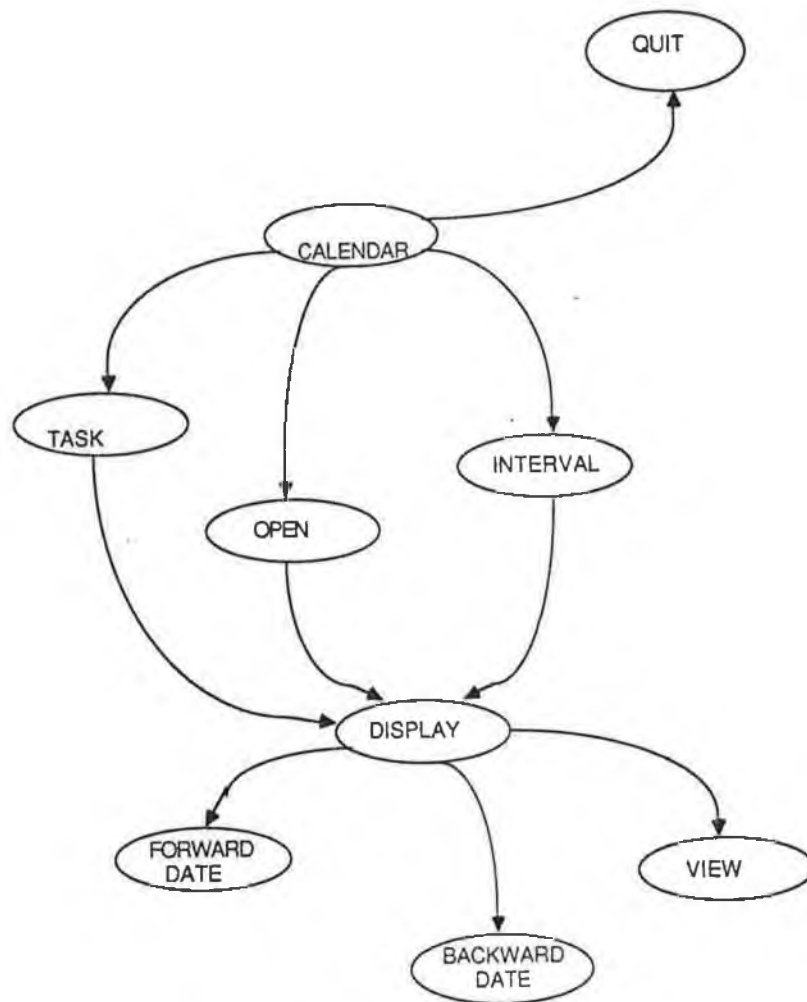 QUIT
CALENDAR
TASK
INTERVAL
OPEN
DISPLAY
FORWARD
DATE
VIEW
BACKWARD
DATE